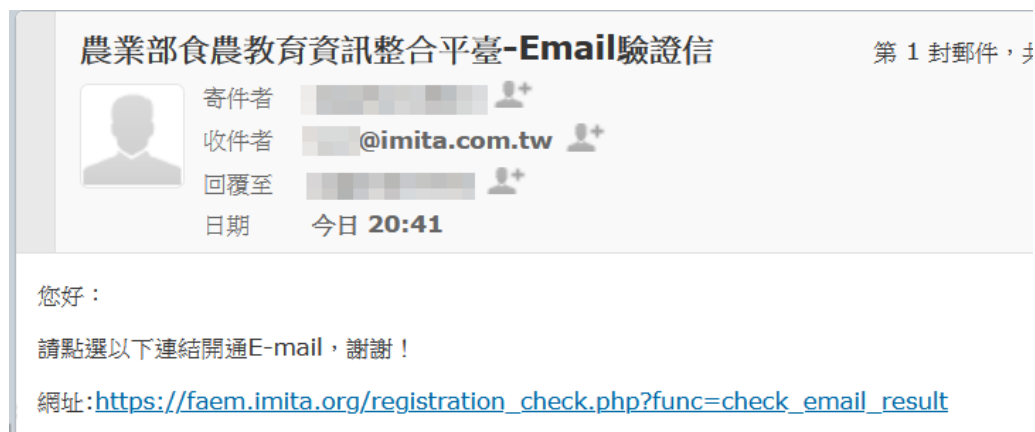 農業部食農教育資訊整合平臺-Email驗證信
第 1 封郵件，共
寄件者
收件者 @imita.com.tw
回覆至
日期 今日 20:41
您好：
請點選以下連結開通E-mail，謝謝！
網址:https://faem.imita.org/registration_check.php?func=check_email_result